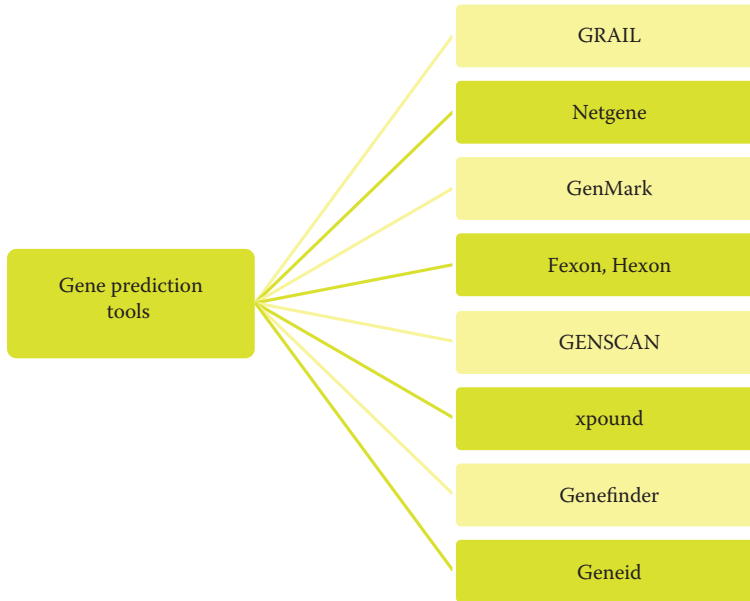 GRAIL
Netgene
GenMark
Gene prediction
tools
Fexon, Hexon
GENSCAN
xpound
Genefinder
Geneid